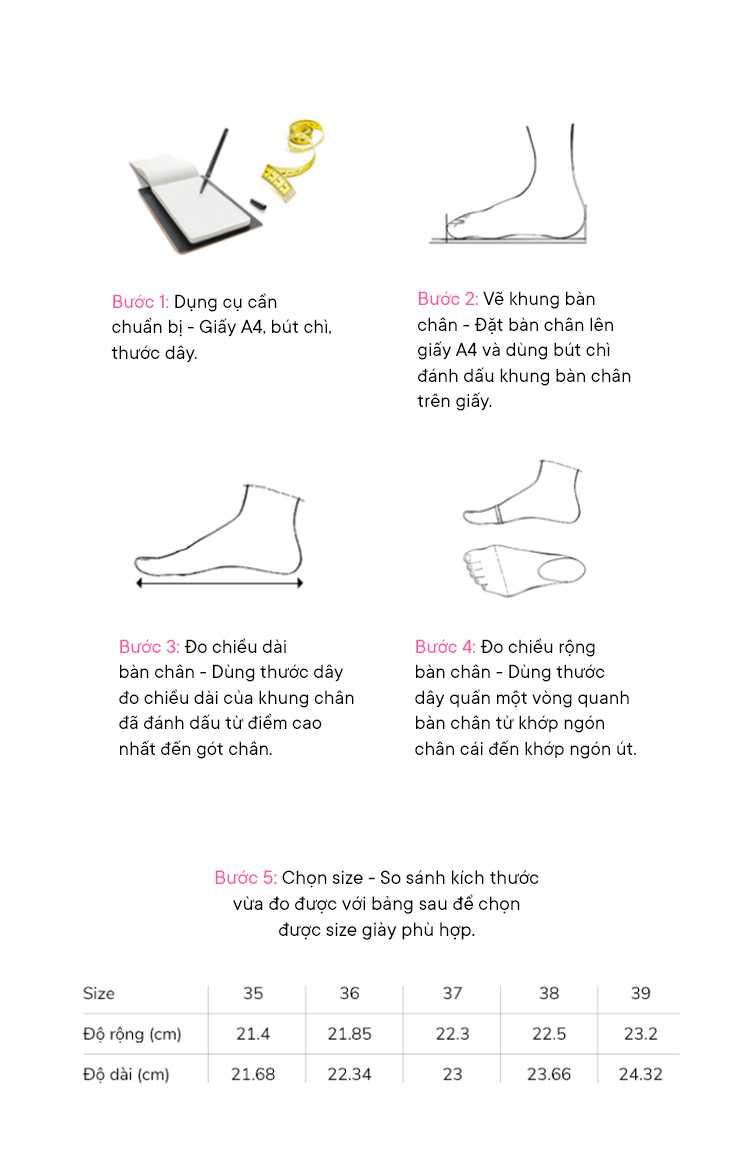 Bước 1: Dụng cụ cần
chuẩn bị - Giấy A4, bút chì,
thước dây.
Bước 2: Vẽ khung bàn
chân - Đặt bàn chân lên
giấy A4 và dùng bút chì
đánh dấu khung bàn chân
trên giấy.
Bước 3: Đo chiều dài
bàn chân - Dùng thước dây
đo chiều dài của khung chân
đã đánh dấu từ điểm cao
nhất đến gót chân.
Bước 4: Đo chiều rộng
bàn chân - Dùng thước
dây quấn một vòng quanh
bàn chân từ khớp ngón
chân cái đến khớp ngón út.
Bước 5: Chọn size - So sánh kích thước
vừa đo được với bảng sau để chọn
được size giày phù hợp.
Size 35 36 37 38 39
Độ rộng (cm) 21.4 21.85 22.3 22.5 23.2
Độ dài (cm) 21.68 22.34 23 23.66 24.32